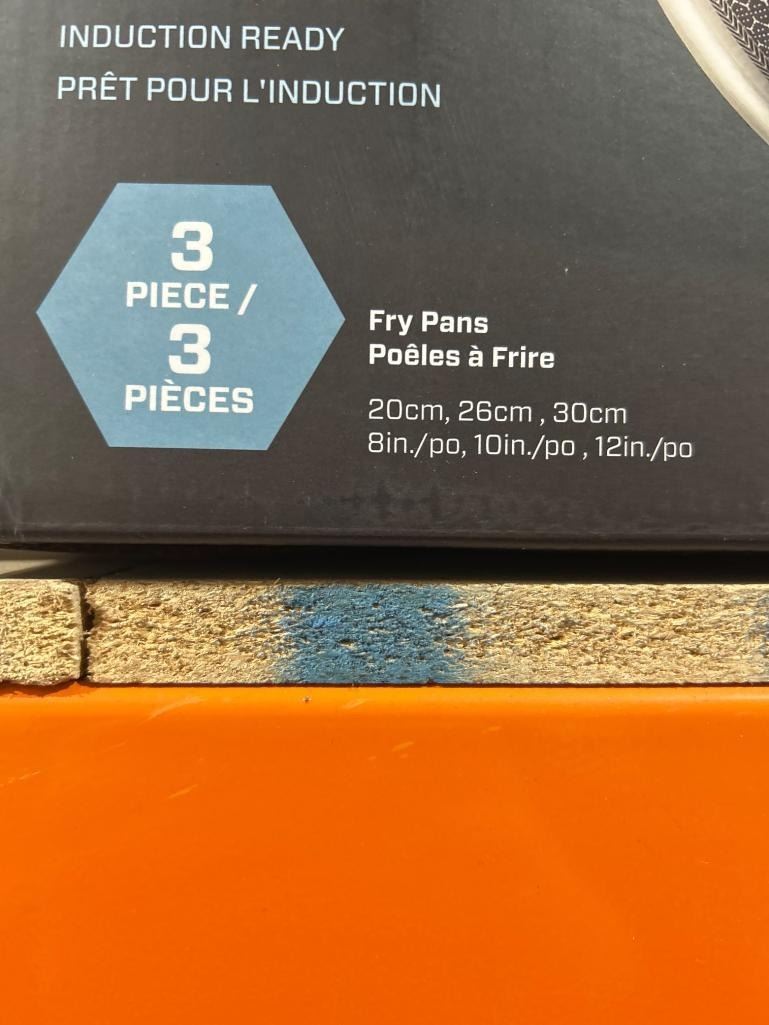 INDUCTION READY
PRÊT POUR L'INDUCTION
3
PIECE /
3
PIÈCES
Fry Pans
Poêles à Frire
20cm, 26cm , 30cm
8in./po, 10in./po , 12in./po